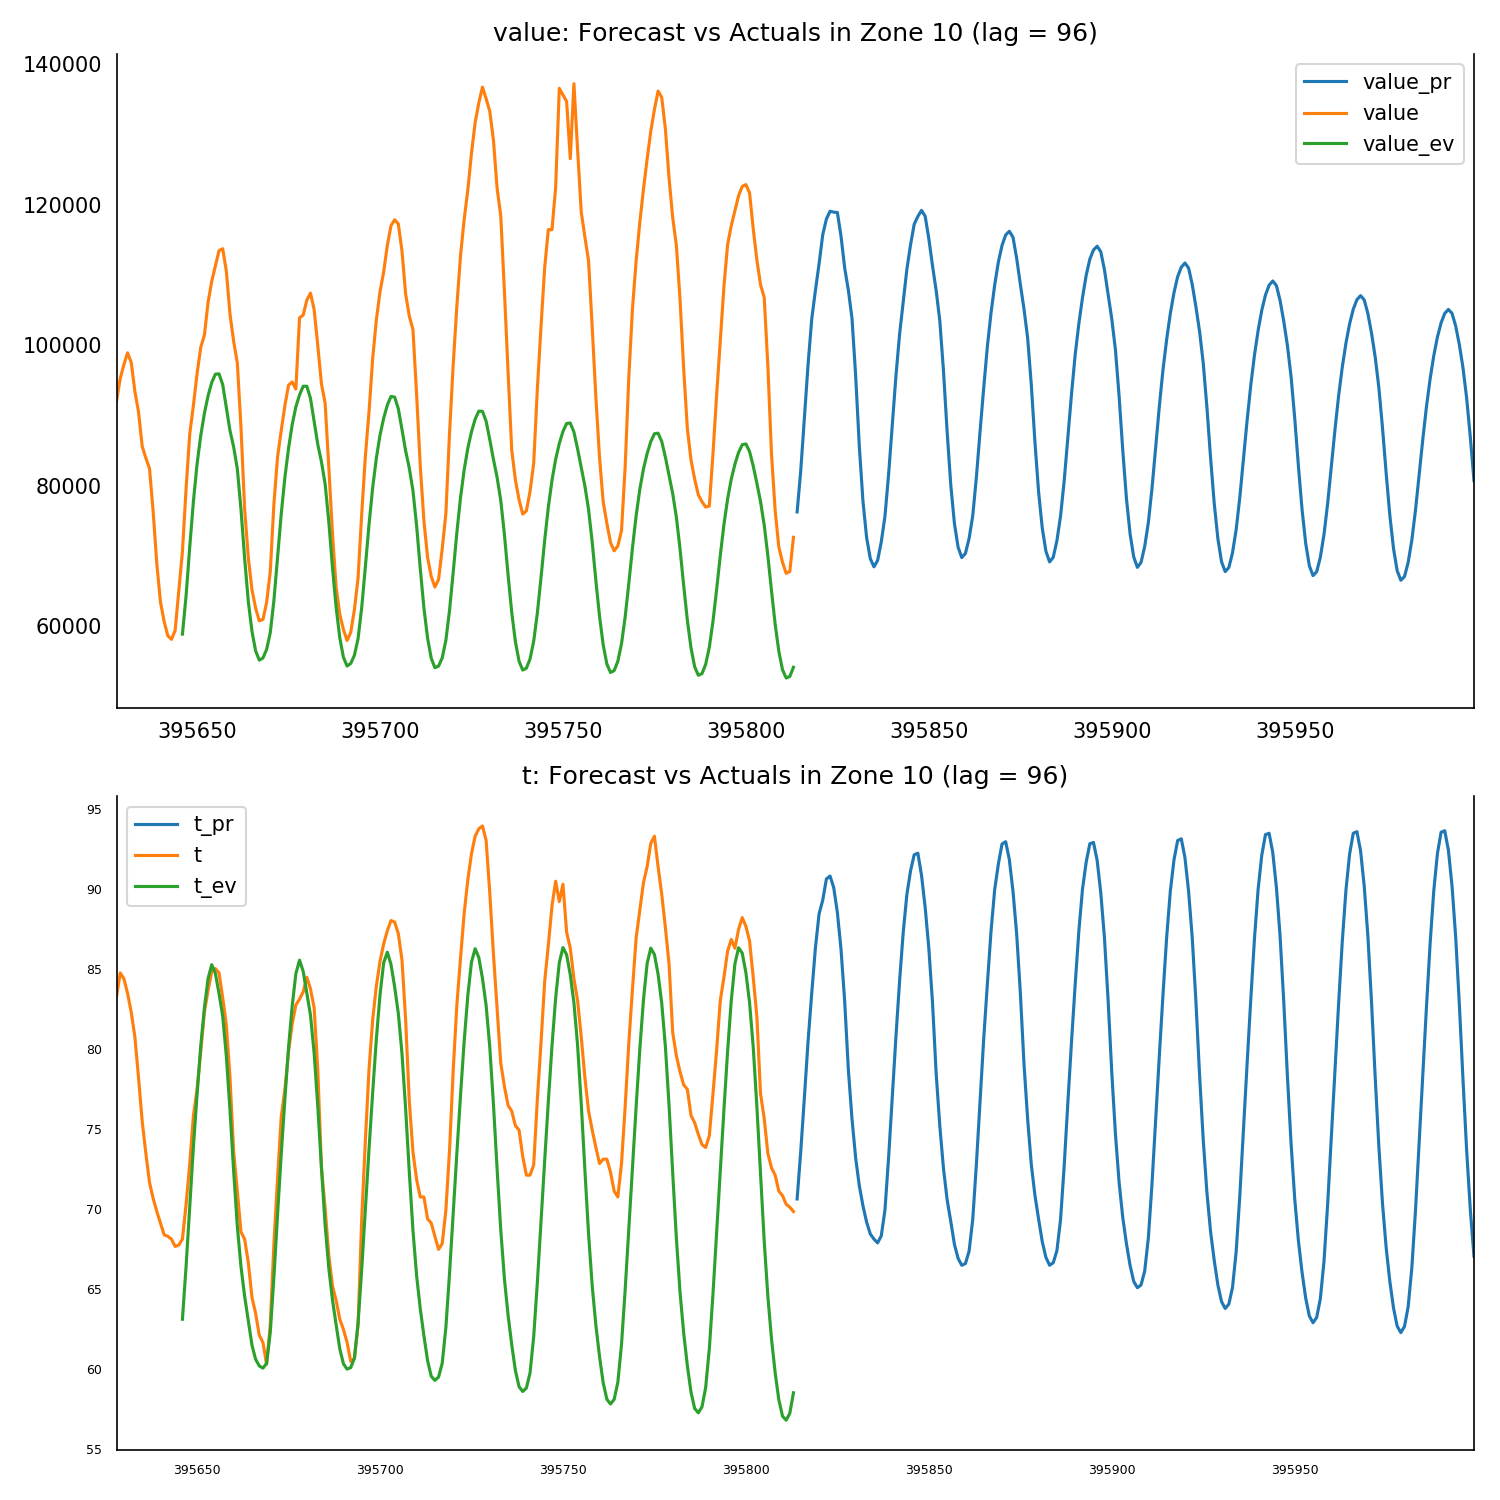 value: Forecast vs Actuals in Zone 10 (lag = 96)
140000
120000
100000
80000
60000
value_pr
value
value_ev
395650 395700 395750 395800 395850 395900 395950
t: Forecast vs Actuals in Zone 10 (lag = 96)
95
90
85
80
75
70
65
60
55
t_pr
t
t_ev
395650 395700 395750 395800 395850 395900 395950